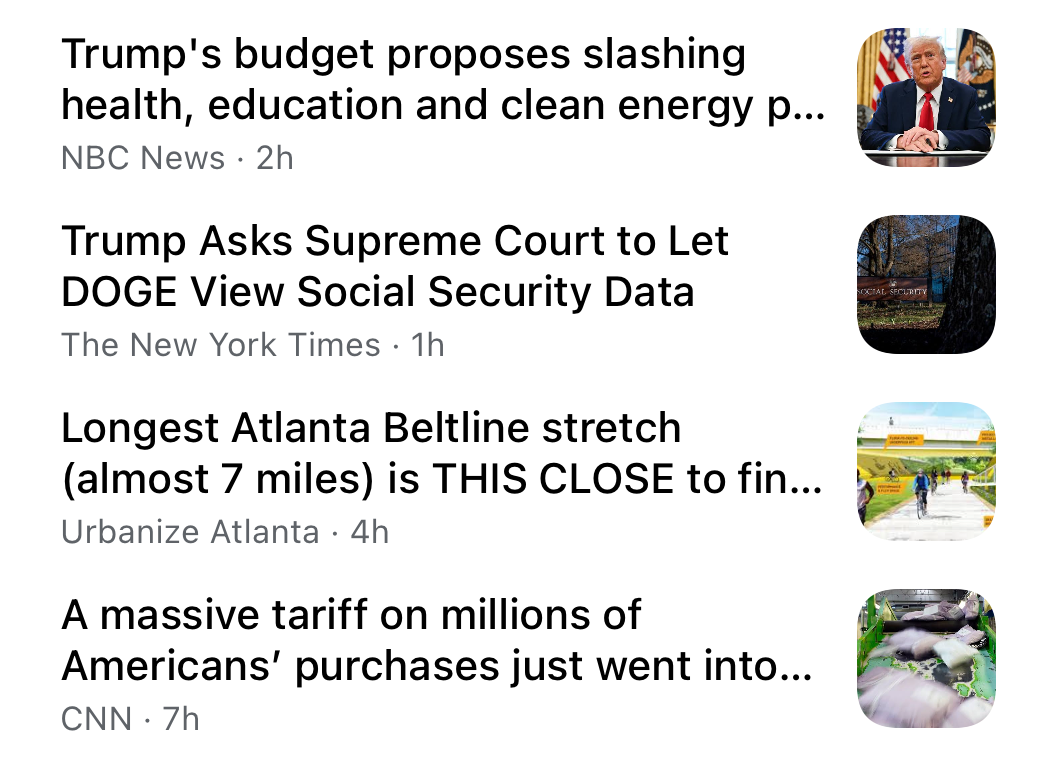 Trump's budget proposes slashing
health, education and clean energy p...
NBC News · 2h
Trump Asks Supreme Court to Let
DOGE View Social Security Data
The New York Times · 1h
SOCIAL SECURITY
Longest Atlanta Beltline stretch
(almost 7 miles) is THIS CLOSE to fin...
Urbanize Atlanta · 4h
A massive tariff on millions of
Americans’ purchases just went into...
CNN · 7h